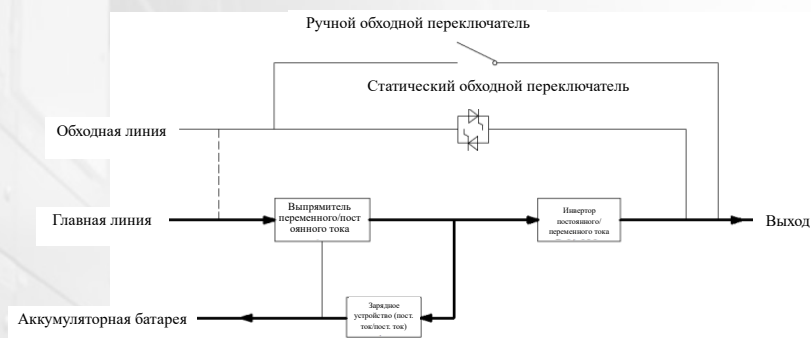 Ручной обходной переключатель
Статический обходной переключатель
Обходная линия
Главная линия
Выпрямитель
переменного/пост
оянного тока
Инвертор
постоянного/
переменного тока
Выход
Зарядное
устройство (пост.
ток/пост. ток)
Аккумуляторная батарея